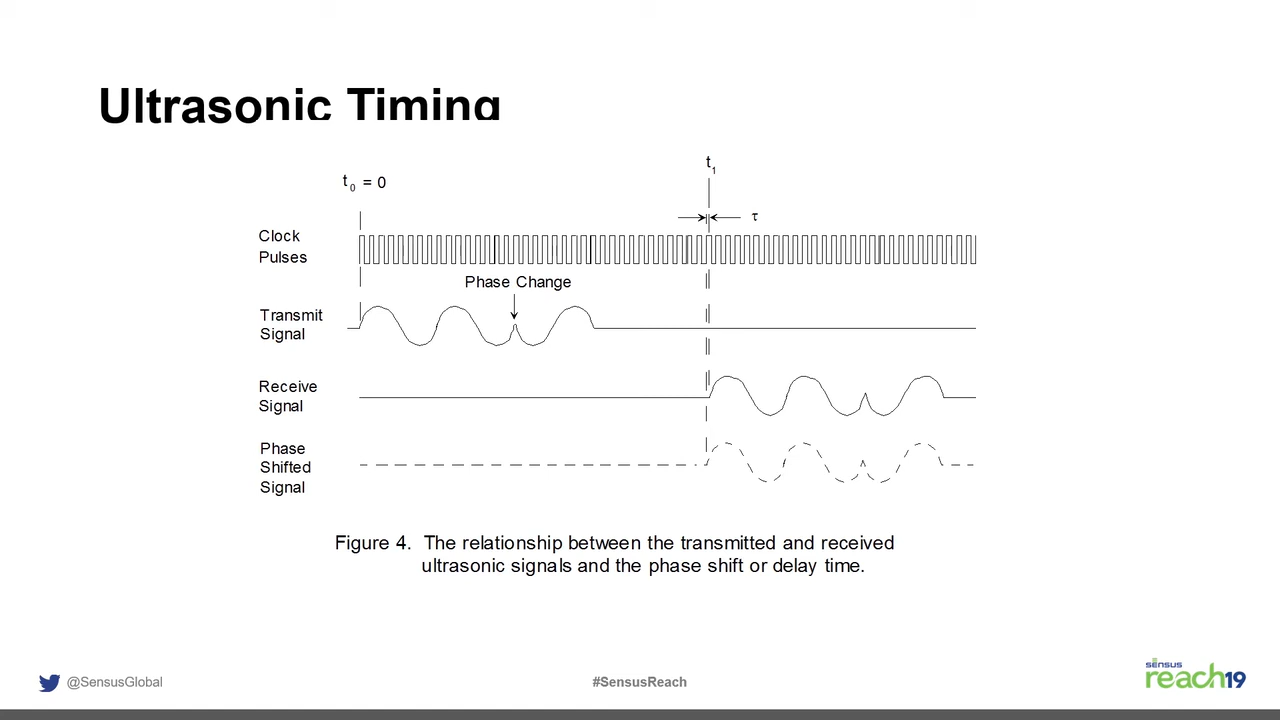 Ultrasonic Timing
t1
t0 = 0
τ
Clock
Pulses
Phase Change
Transmit
Signal
Receive
Signal
Phase
Shifted
Signal
Figure 4. The relationship between the transmitted and received
ultrasonic signals and the phase shift or delay time.
@SensusGlobal
#SensusReach
sensus
reach19